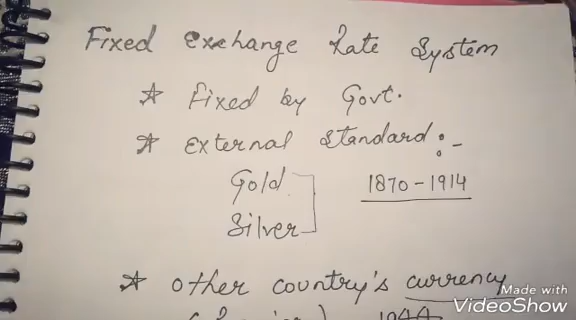 Fixed exchange Rate System
☆ Fixed by Govt.
☆ External Standard :-
Gold
1870-1914
Silver
☆ Other country's currency
1944
Made with
VideoShow